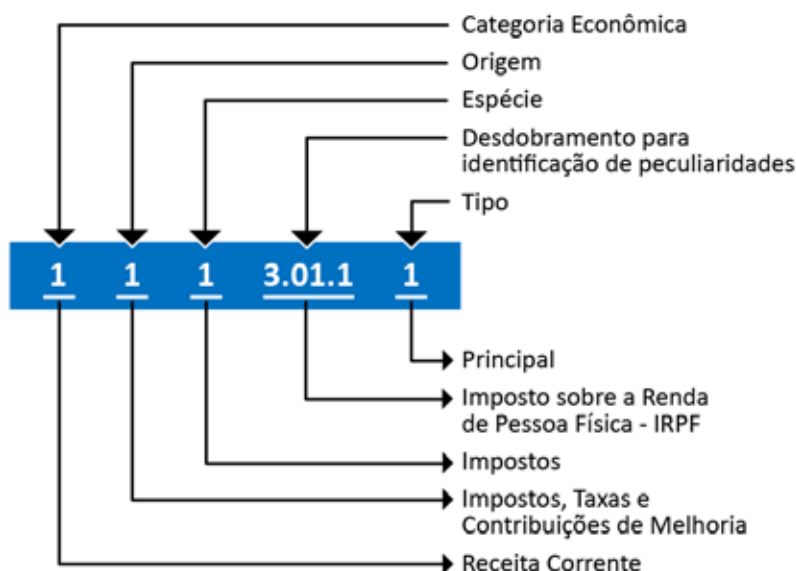 Categoria Econômica
Origem
Espécie
Desdobramento para
identificação de peculiaridades
Tipo
1 1 1 3.01.1 1
Principal
Imposto sobre a Renda
de Pessoa Física - IRPF
Impostos
Impostos, Taxas e
Contribuições de Melhoria
Receita Corrente